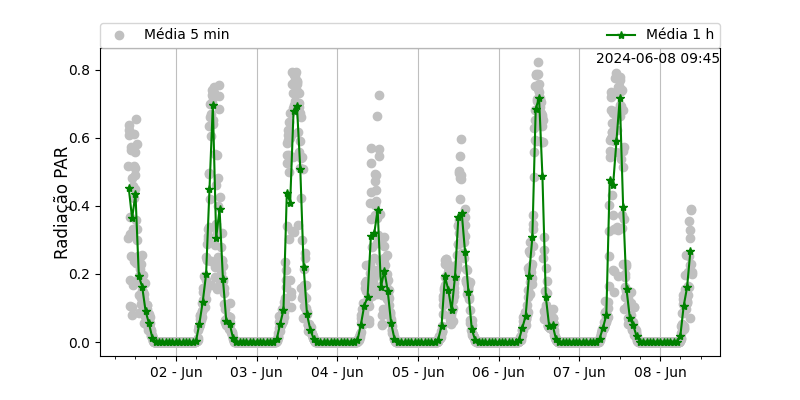 Média 5 min
Média 1 h
2024-06-08 09:45
Radiação PAR
0.8
0.6
0.4
0.2
0.0
02 - Jun
03 - Jun
04 - Jun
05 - Jun
06 - Jun
07 - Jun
08 - Jun